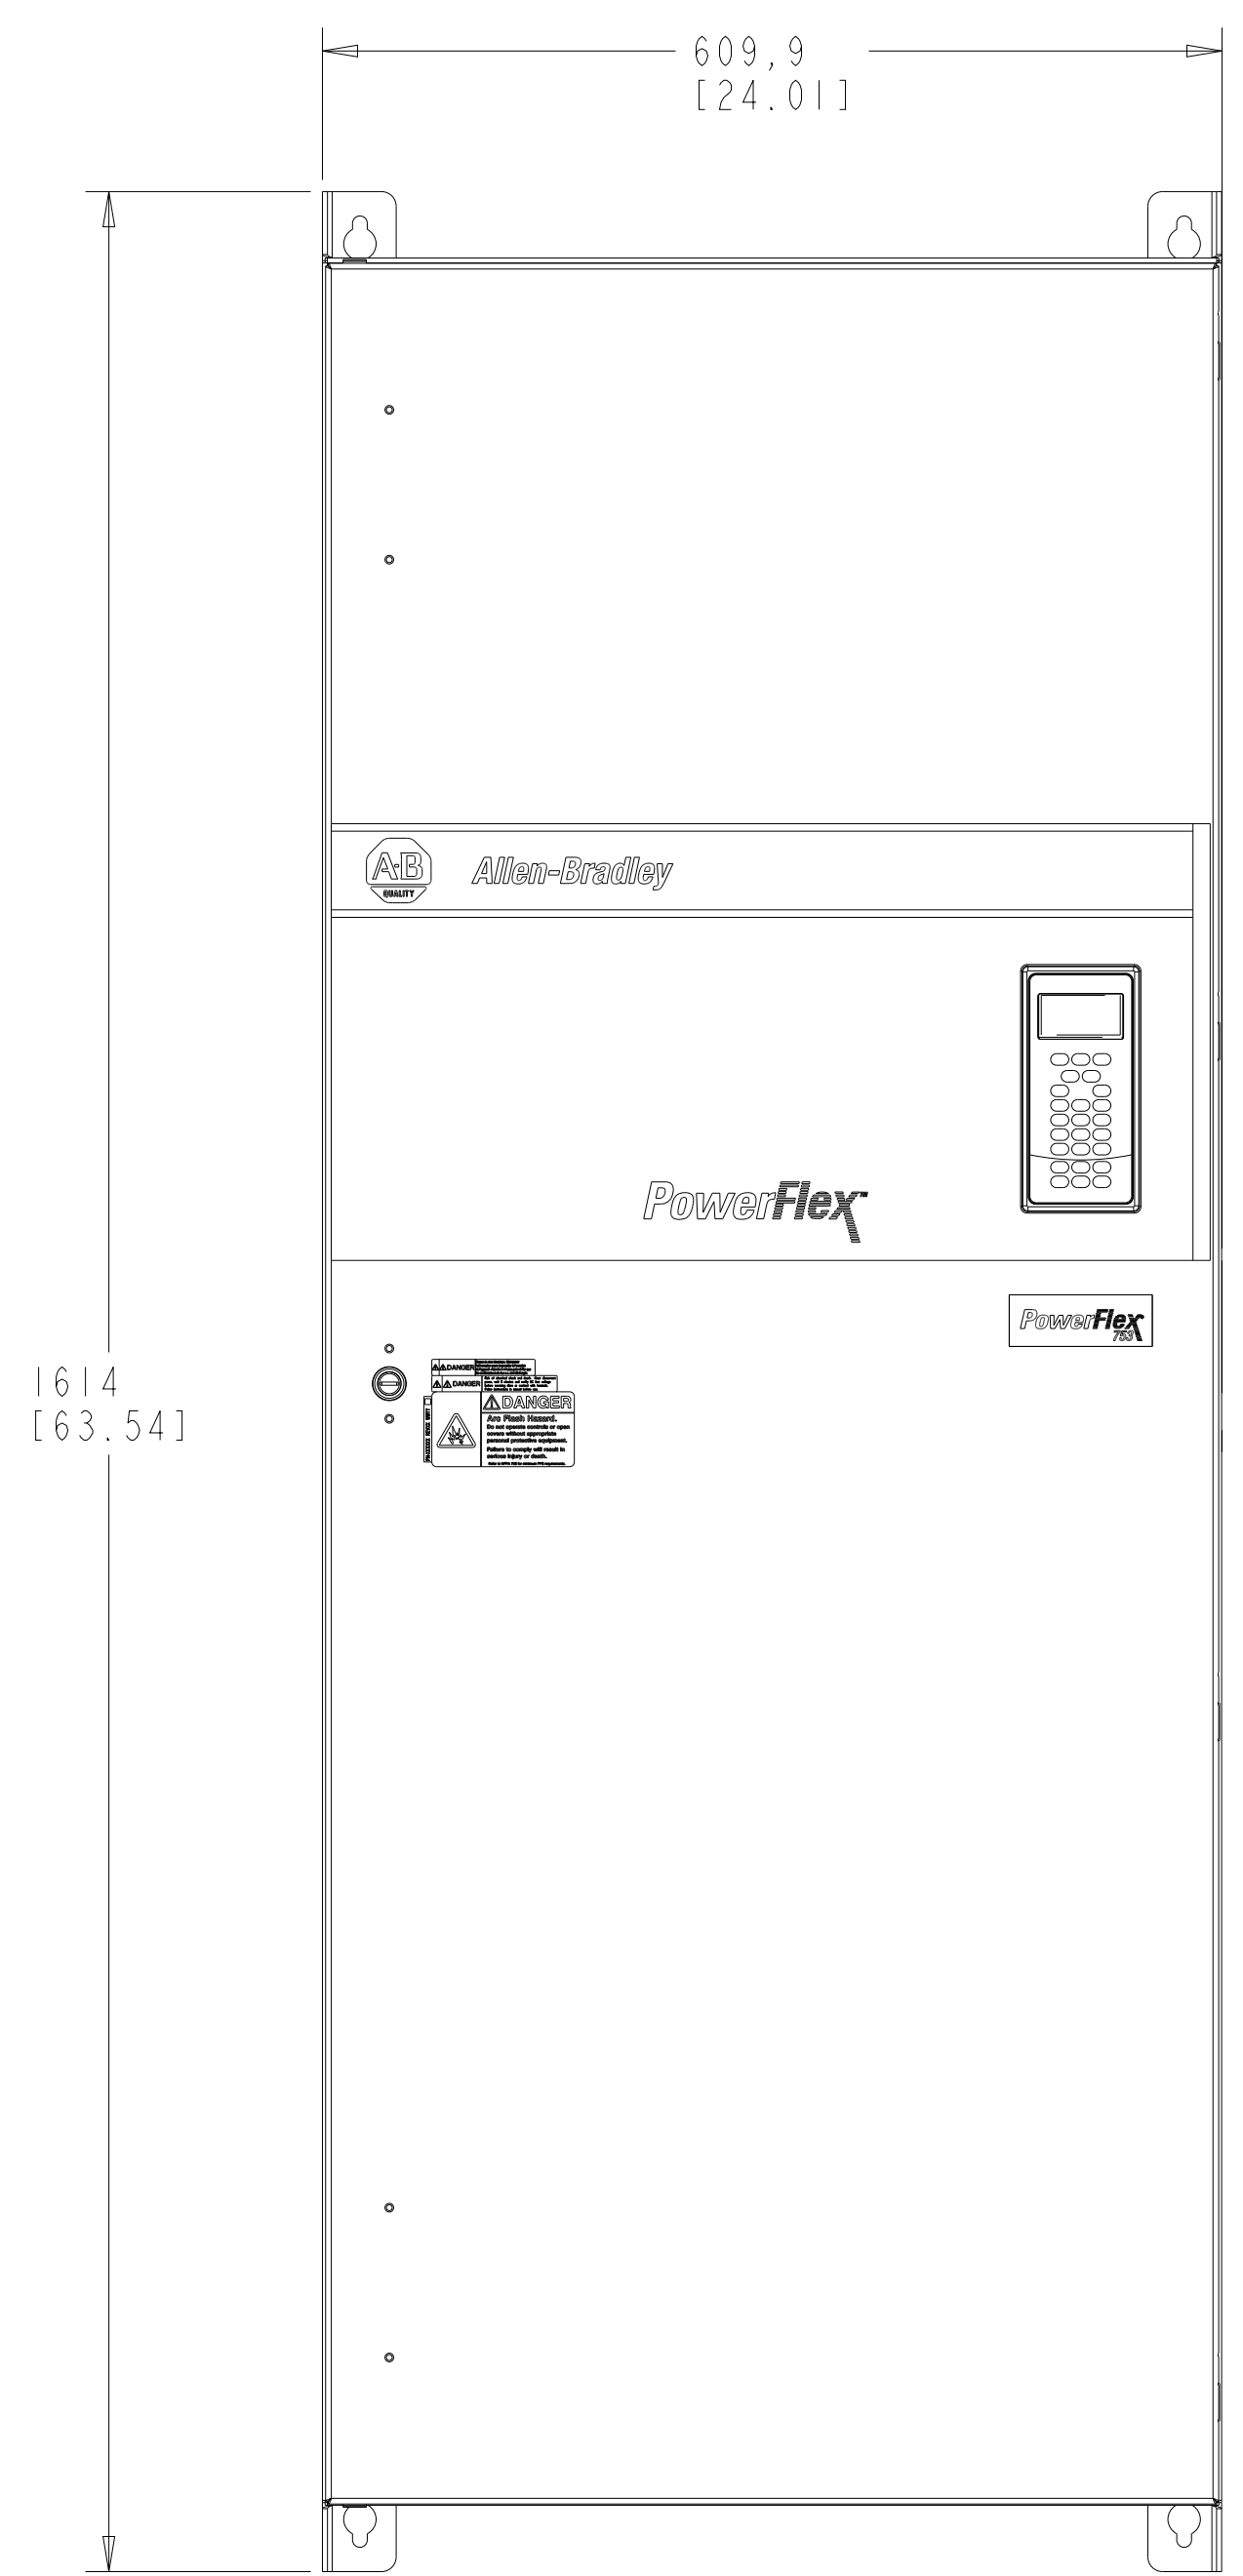 609,9
[24.01]
A-B
QUALITY
Allen-Bradley
PowerFlex™
PowerFlex
753
1614
[63.54]
DANGER
DANGER
DANGER
Arc Flash Hazard.
Do not operate controls or open
covers without appropriate
personal protective equipment.
Failure to comply will result in
serious injury or death.